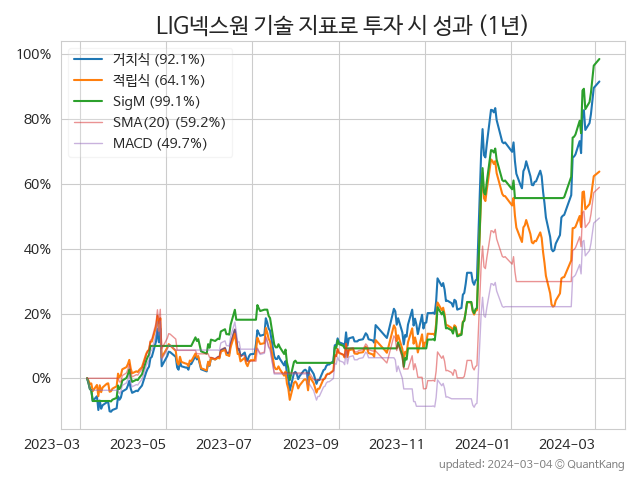 LIG넥스원 기술 지표로 투자 시 성과 (1년)
100%
80%
60%
40%
20%
0%
거치식 (92.1%)
적립식 (64.1%)
SigM (99.1%)
SMA(20) (59.2%)
MACD (49.7%)
2023-03
2023-05
2023-07
2023-09
2023-11
2024-01
2024-03
updated: 2024-03-04 © QuantKang